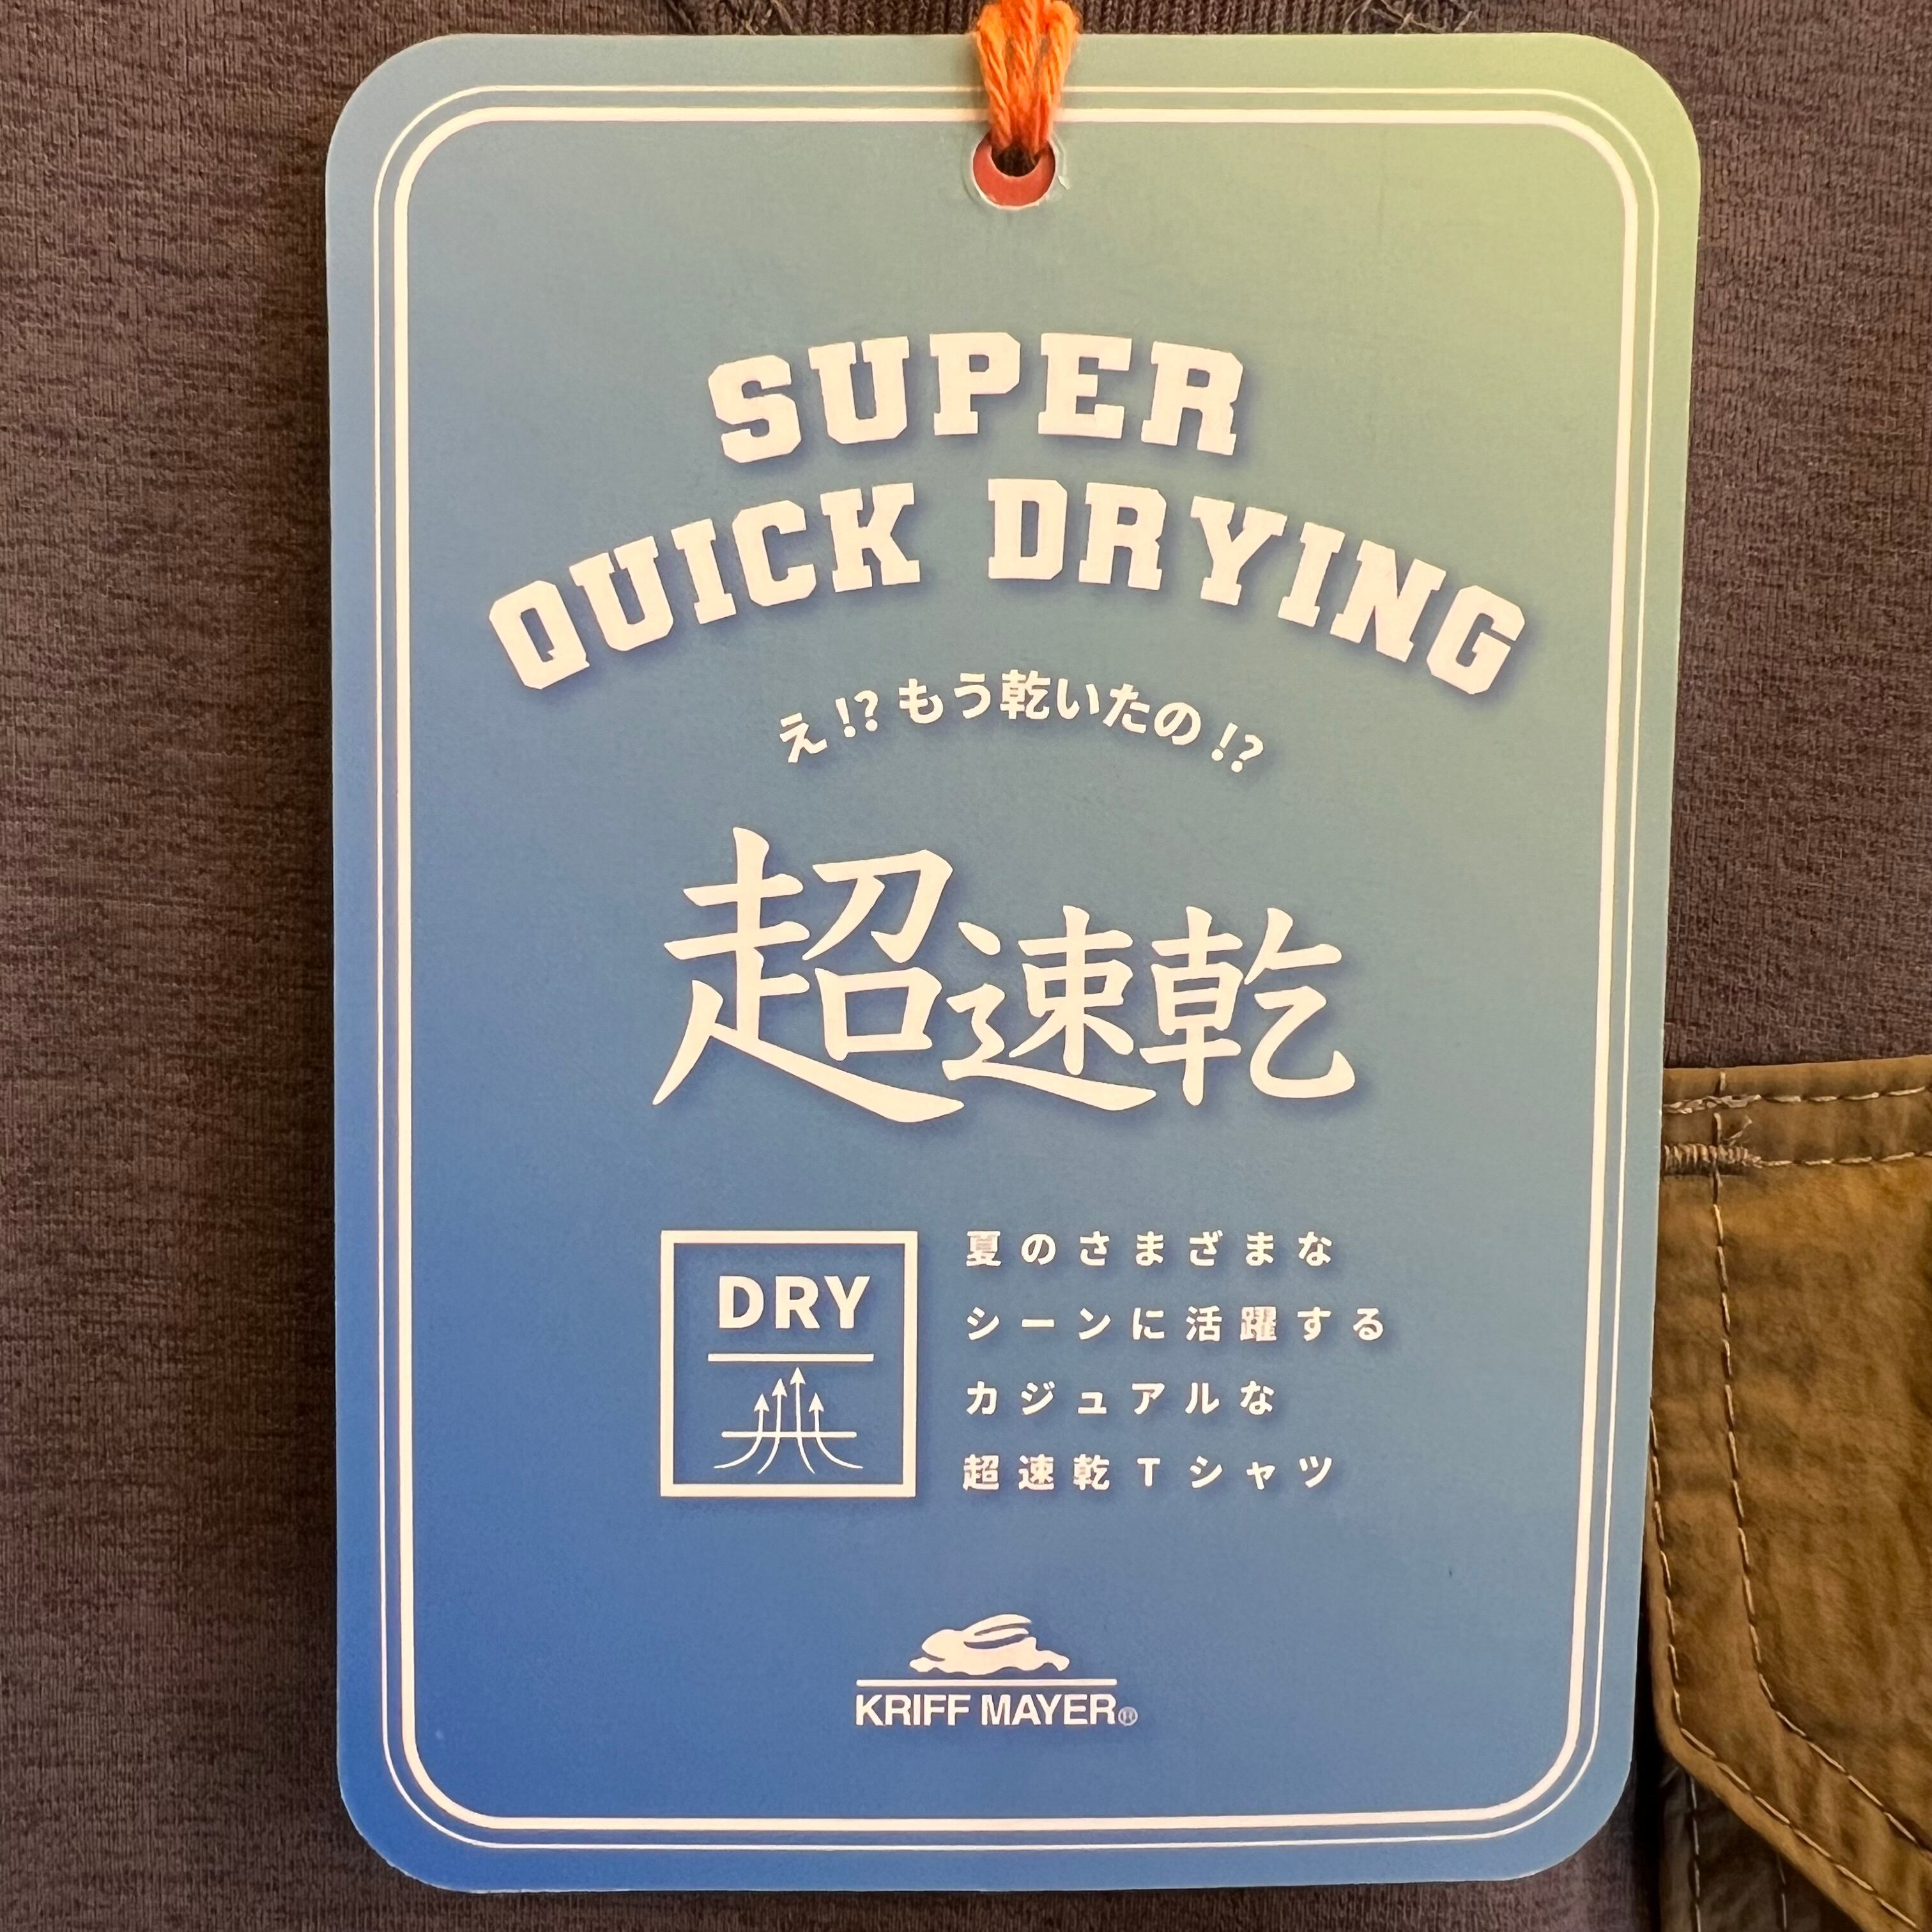 SUPER
QUICK DRYING
え!?もう乾いたの!?
超速乾
DRY
夏のさまざまな
シーンに活躍する
カジュアルな
超速乾Tシャツ
KRIFF MAYER®